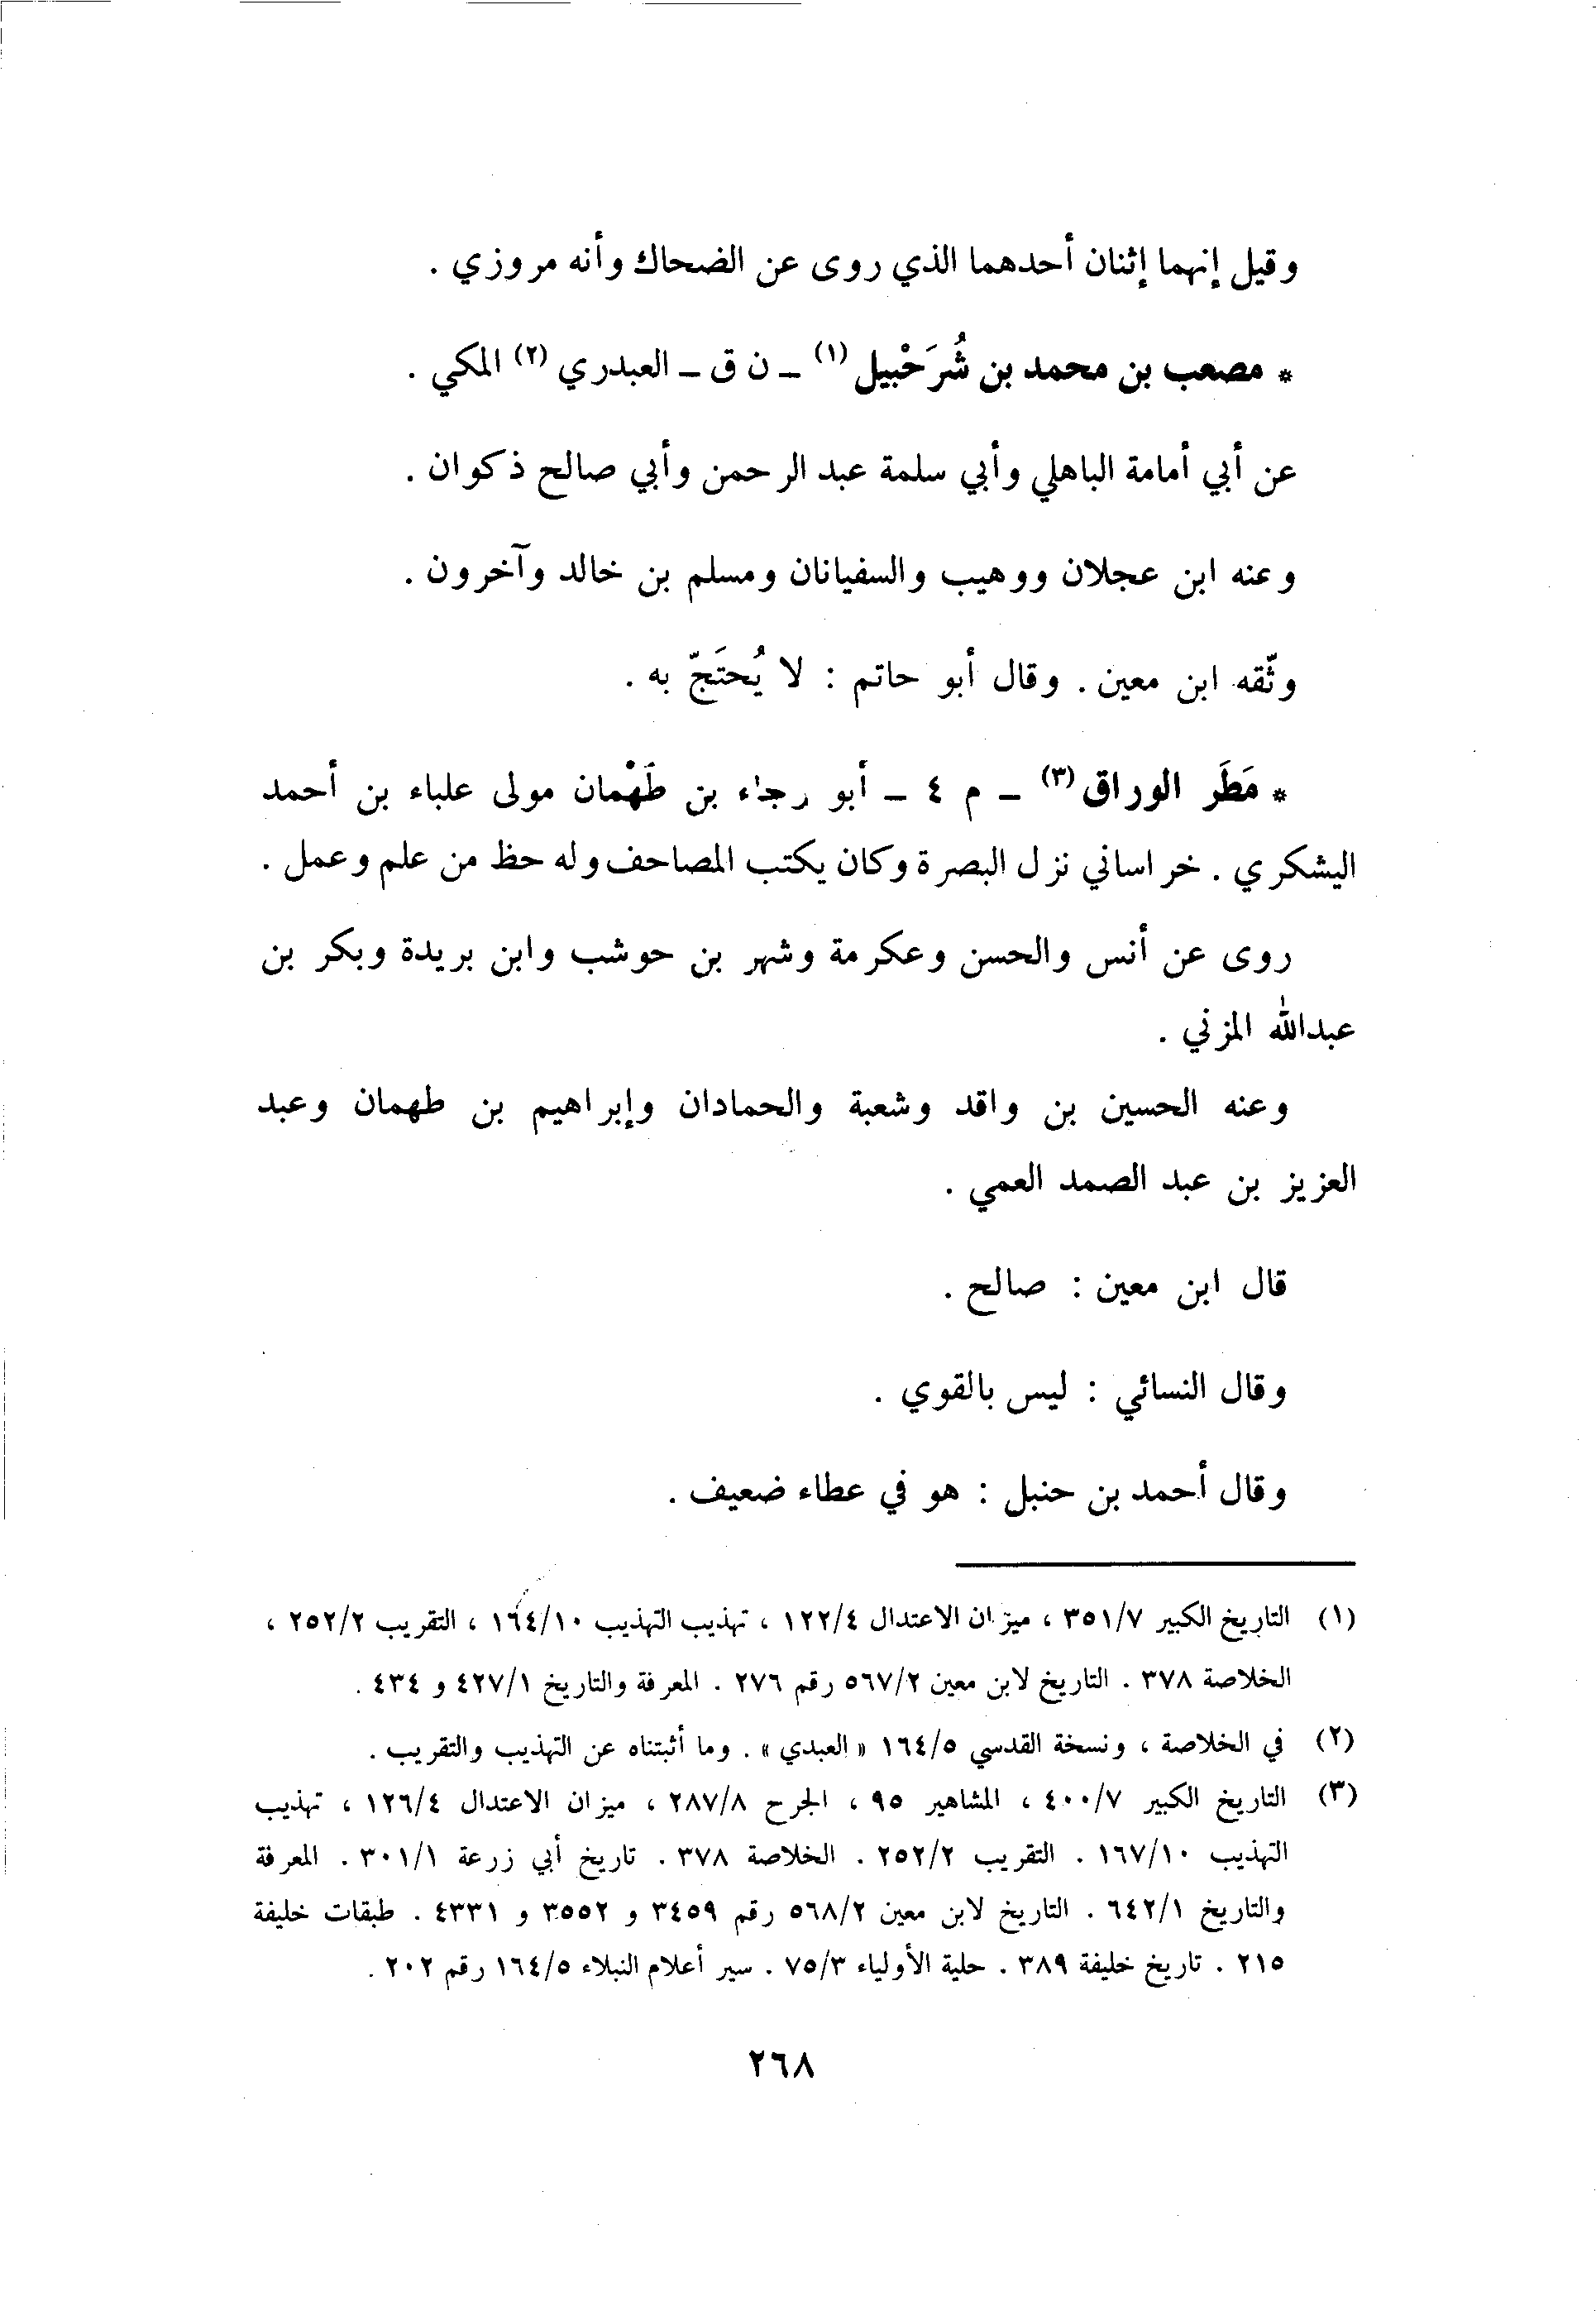 وقيل إنهما إثنان أحدهما الذي روى عن الضحاك وأنه مروزي .
* مصعب بن محمد بن شُرَحْبيل (١) ـ ن ق ـ العبدري (٢) المكي .
عن أبي أمامة الباهلي وأبي سلمة عبد الرحمن وأبي صالح ذكوان .
وعنه ابن عجلان ووهيب والسفيانان ومسلم بن خالد وآخرون .
وثّقه ابن معين . وقال أبو حاتم : لا يُحتَجّ به .
* مَطَر الوراق (٣) ـ م ٤ ـ أبو رجاء بن طَهْمان مولى علباء بن أحمد
اليشكري . خراساني نزل البصرة وكان يكتب المصاحف وله حظ من علم وعمل .
روى عن أنس والحسن وعكرمة وشهر بن حوشب وابن بريدة وبكر بن
عبدالله المزني .
وعنه الحسين بن واقد وشعبة والحمادان وإبراهيم بن طهمان وعبد
العزيز بن عبد الصمد العمي .
قال ابن معين : صالح .
وقال النسائي : ليس بالقوي .
وقال أحمد بن حنبل : هو في عطاء ضعيف .
(١) التاريخ الكبير ٣٥١/٧ ، ميزان الاعتدال ١٢٢/٤ ، تهذيب التهذيب ١٦٤/١٠ ، التقريب ٢٥٢/٢ ،
الخلاصة ٣٧٨ . التاريخ لابن معين ٥٦٧/٢ رقم ٢٧٦ . المعرفة والتاريخ ٤٢٧/١ و ٤٣٤ .
(٢) في الخلاصة ، ونسخة القدسي ١٦٤/٥ « العبدي » . وما أثبتناه عن التهذيب والتقريب .
(٣) التاريخ الكبير ٤٠٠/٧ ، المشاهير ٩٥ ، الجرح ٢٨٧/٨ ، ميزان الاعتدال ١٢٦/٤ ، تهذيب
التهذيب ١٦٧/١٠ . التقريب ٢٥٢/٢ . الخلاصة ٣٧٨ . تاريخ أبي زرعة ٣٠١/١ . المعرفة
والتاريخ ٦٤٢/١ . التاريخ لابن معين ٥٦٨/٢ رقم ٣٤٥٩ و ٣٥٥٢ و ٤٣٣١ . طبقات خليفة
٢١٥ . تاريخ خليفة ٣٨٩ . حلية الأولياء ٧٥/٣ . سير أعلام النبلاء ١٦٤/٥ رقم ٢٠٢ .
٢٦٨